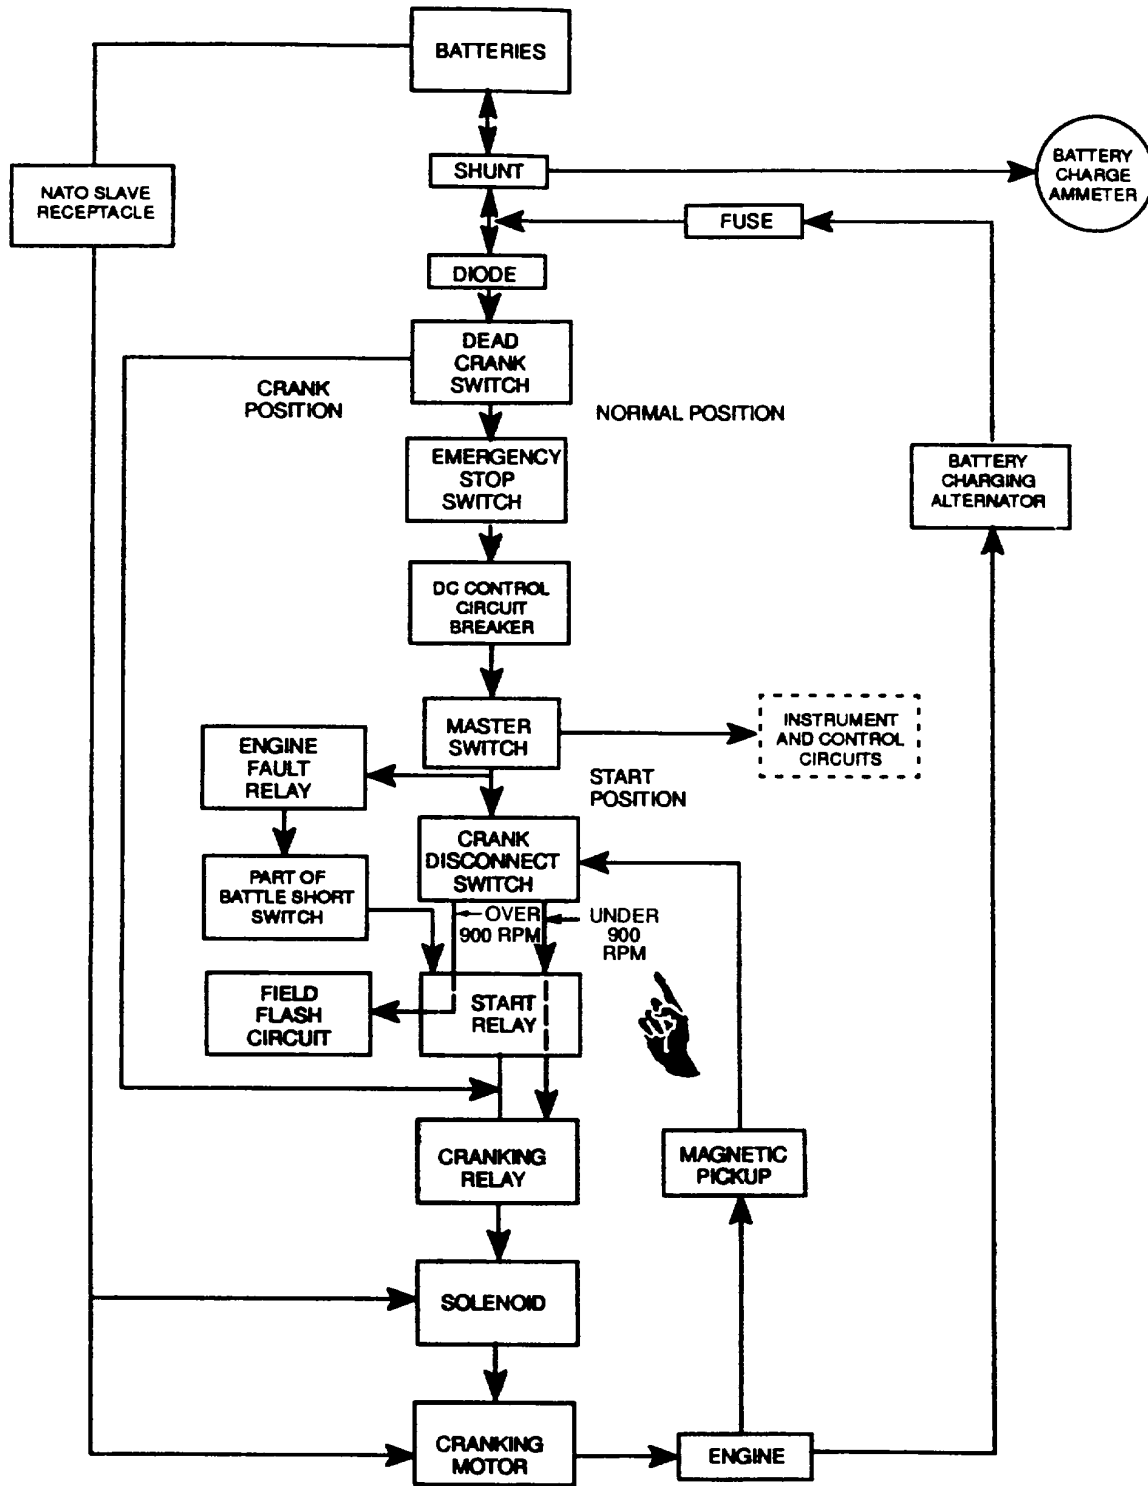 BATTERIES
SHUNT
BATTERY
CHARGE
AMMETER
NATO SLAVE
RECEPTACLE
FUSE
DIODE
DEAD
CRANK
SWITCH
CRANK
POSITION
NORMAL POSITION
EMERGENCY
STOP
SWITCH
BATTERY
CHARGING
ALTERNATOR
DC CONTROL
CIRCUIT
BREAKER
MASTER
SWITCH
INSTRUMENT
AND CONTROL
CIRCUITS
ENGINE
FAULT
RELAY
START
POSITION
CRANK
DISCONNECT
SWITCH
PART OF
BATTLE SHORT
SWITCH
OVER
900 RPM
UNDER
900
RPM
FIELD
FLASH
CIRCUIT
START
RELAY
CRANKING
RELAY
MAGNETIC
PICKUP
SOLENOID
CRANKING
MOTOR
ENGINE